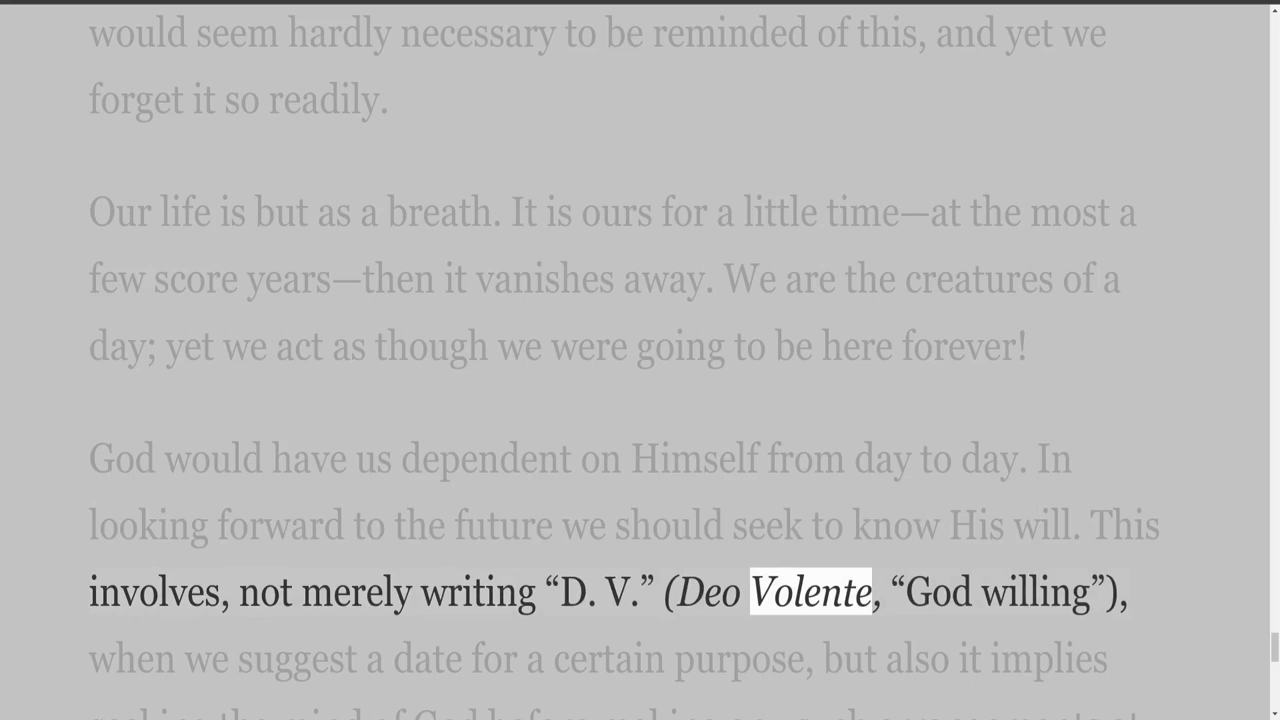 would seem hardly necessary to be reminded of this, and yet we
forget it so readily.
Our life is but as a breath. It is ours for a little time—at the most a
few score years—then it vanishes away. We are the creatures of a
day; yet we act as though we were going to be here forever!
God would have us dependent on Himself from day to day. In
looking forward to the future we should seek to know His will. This
involves, not merely writing “D. V.” (Deo Volente, “God willing”),
when we suggest a date for a certain purpose, but also it implies